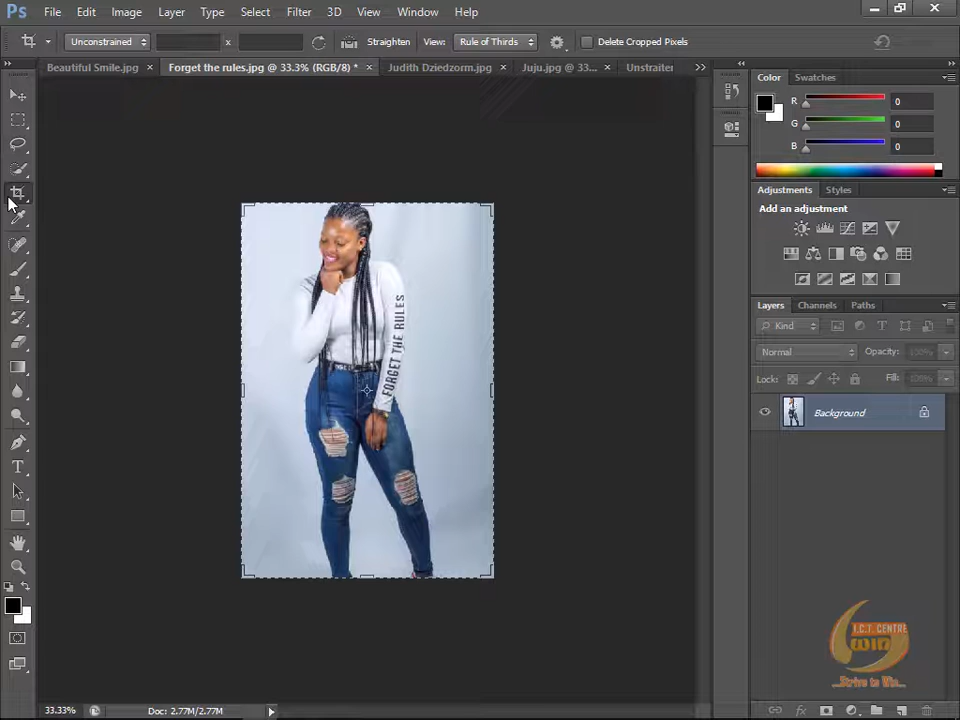 Ps File Edit Image Layer Type Select Filter 3D View Window Help
Unconstrained x Straighten View: Rule of Thirds Delete Cropped Pixels
Beautiful Smile.jpg × Forget the rules.jpg @ 33.3% (RGB/8) * × Judith Dziedzorm.jpg × Juju.jpg @ 33... × Unstraiter
Color Swatches
R 0
G 0
B 0
Adjustments Styles
Add an adjustment
Layers Channels Paths
Kind
Normal Opacity: 100%
Lock: Fill: 100%
Background
FORGET THE RULES
I.C.T. CENTRE
win
...Strive to Win...
33.33% Doc: 2.77M/2.77M